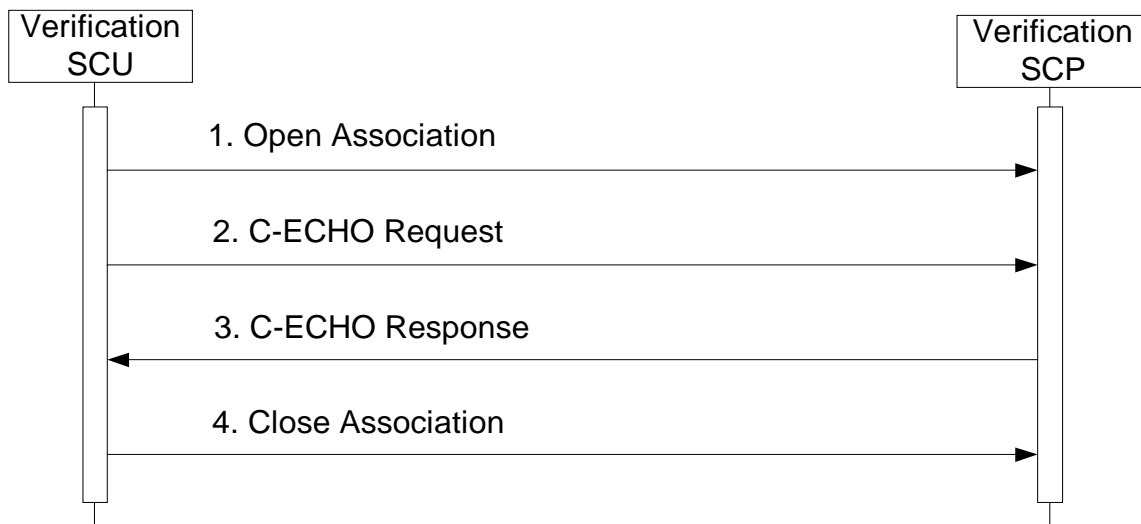 Verification
SCU
Verification
SCP
1. Open Association
2. C-ECHO Request
3. C-ECHO Response
4. Close Association